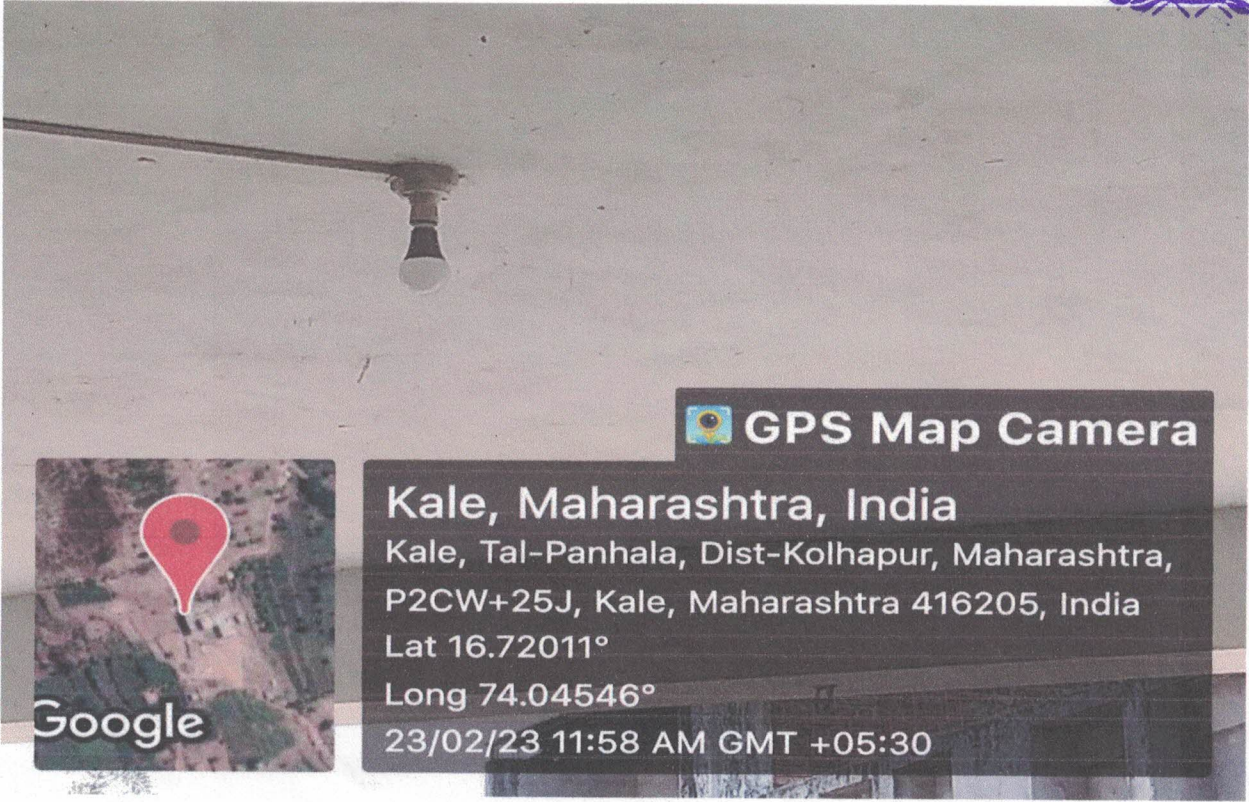 GPS Map Camera
Kale, Maharashtra, India
Kale, Tal-Panhala, Dist-Kolhapur, Maharashtra,
P2CW+25J, Kale, Maharashtra 416205, India
Lat 16.72011°
Long 74.04546°
23/02/23 11:58 AM GMT +05:30
Google